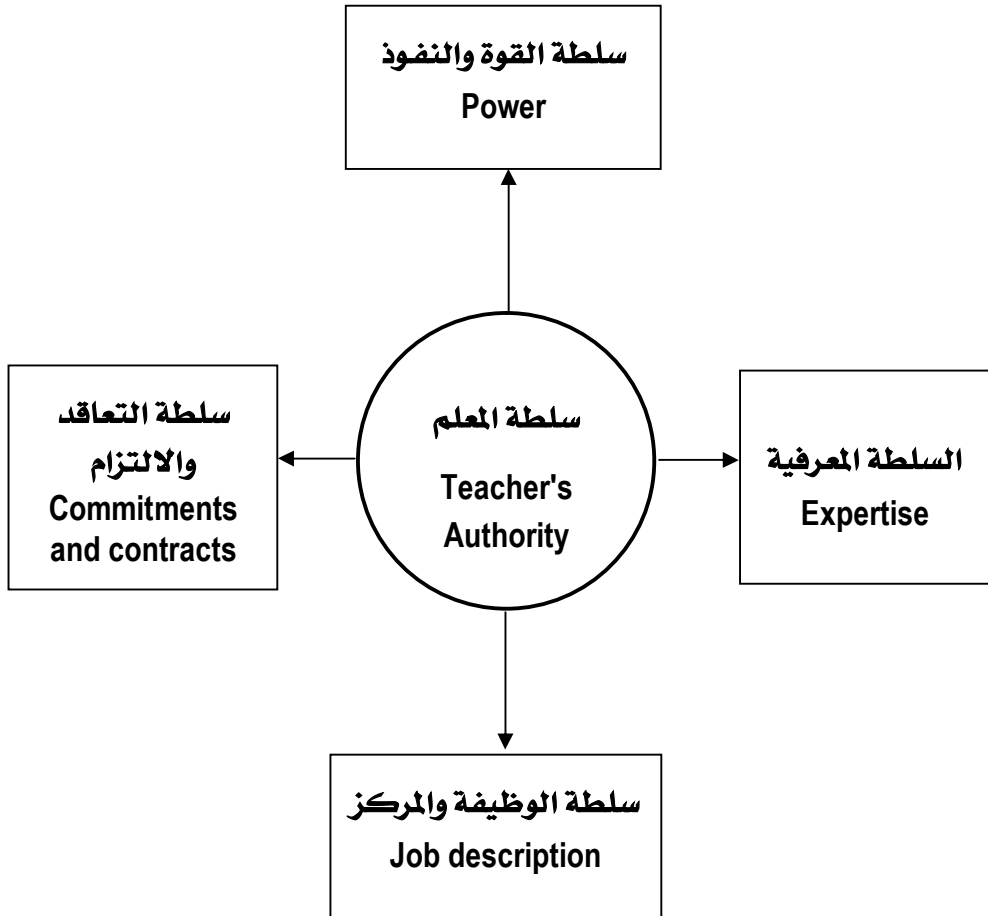 سلطة القوة والنفوذ
Power
سلطة التعاقد
والالتزام
Commitments
and contracts
سلطة المعلم
Teacher's
Authority
السلطة المعرفية
Expertise
سلطة الوظيفة والمركز
Job description